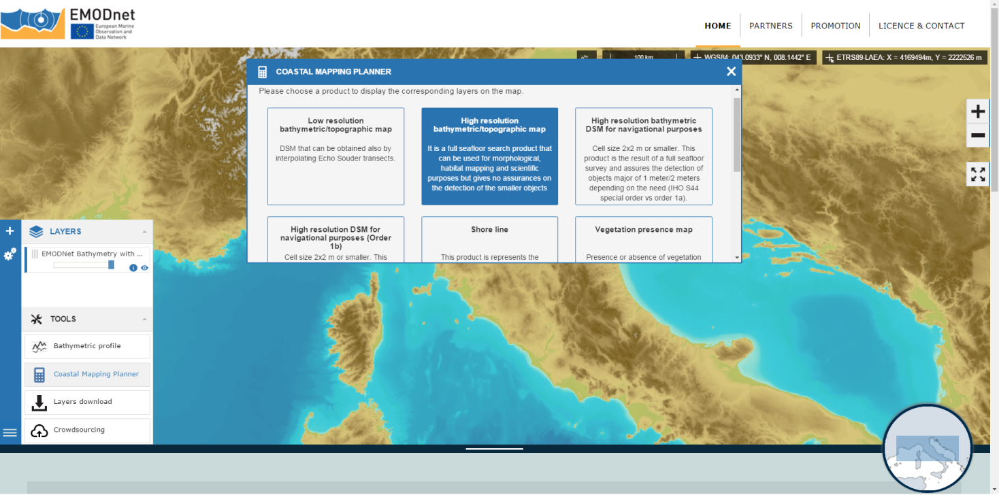 EMODnet
European Marine
Observation and
Data Network
HOME
PARTNERS
PROMOTION
LICENCE & CONTACT
100 km
WGS84: 043.0933° N, 008.1442° E
ETRS89-LAEA: X = 4169494m, Y = 2222526 m
COASTAL MAPPING PLANNER
Please choose a product to display the corresponding layers on the map.
Low resolution
bathymetric/topographic map
DSM that can be obtained also by
interpolating Echo Souder transects.
High resolution
bathymetric/topographic map
It is a full seafloor search product that
can be used for morphological,
habitat mapping and scientific
purposes but gives no assurances on
the detection of the smaller objects
High resolution bathymetric
DSM for navigational purposes
Cell size 2x2 m or smaller. This
product is the result of a full seafloor
survey and assures the detection of
objects major of 1 meter/2 meters
depending on the need (IHO S44
special order vs order 1a).
High resolution DSM for
navigational purposes (Order
1b)
Cell size 2x2 m or smaller. This
Shore line
This product is represents the
Vegetation presence map
Presence or absence of vegetation
LAYERS
EMODNet Bathymetry with ...
TOOLS
Bathymetric profile
Coastal Mapping Planner
Layers download
Crowdsourcing